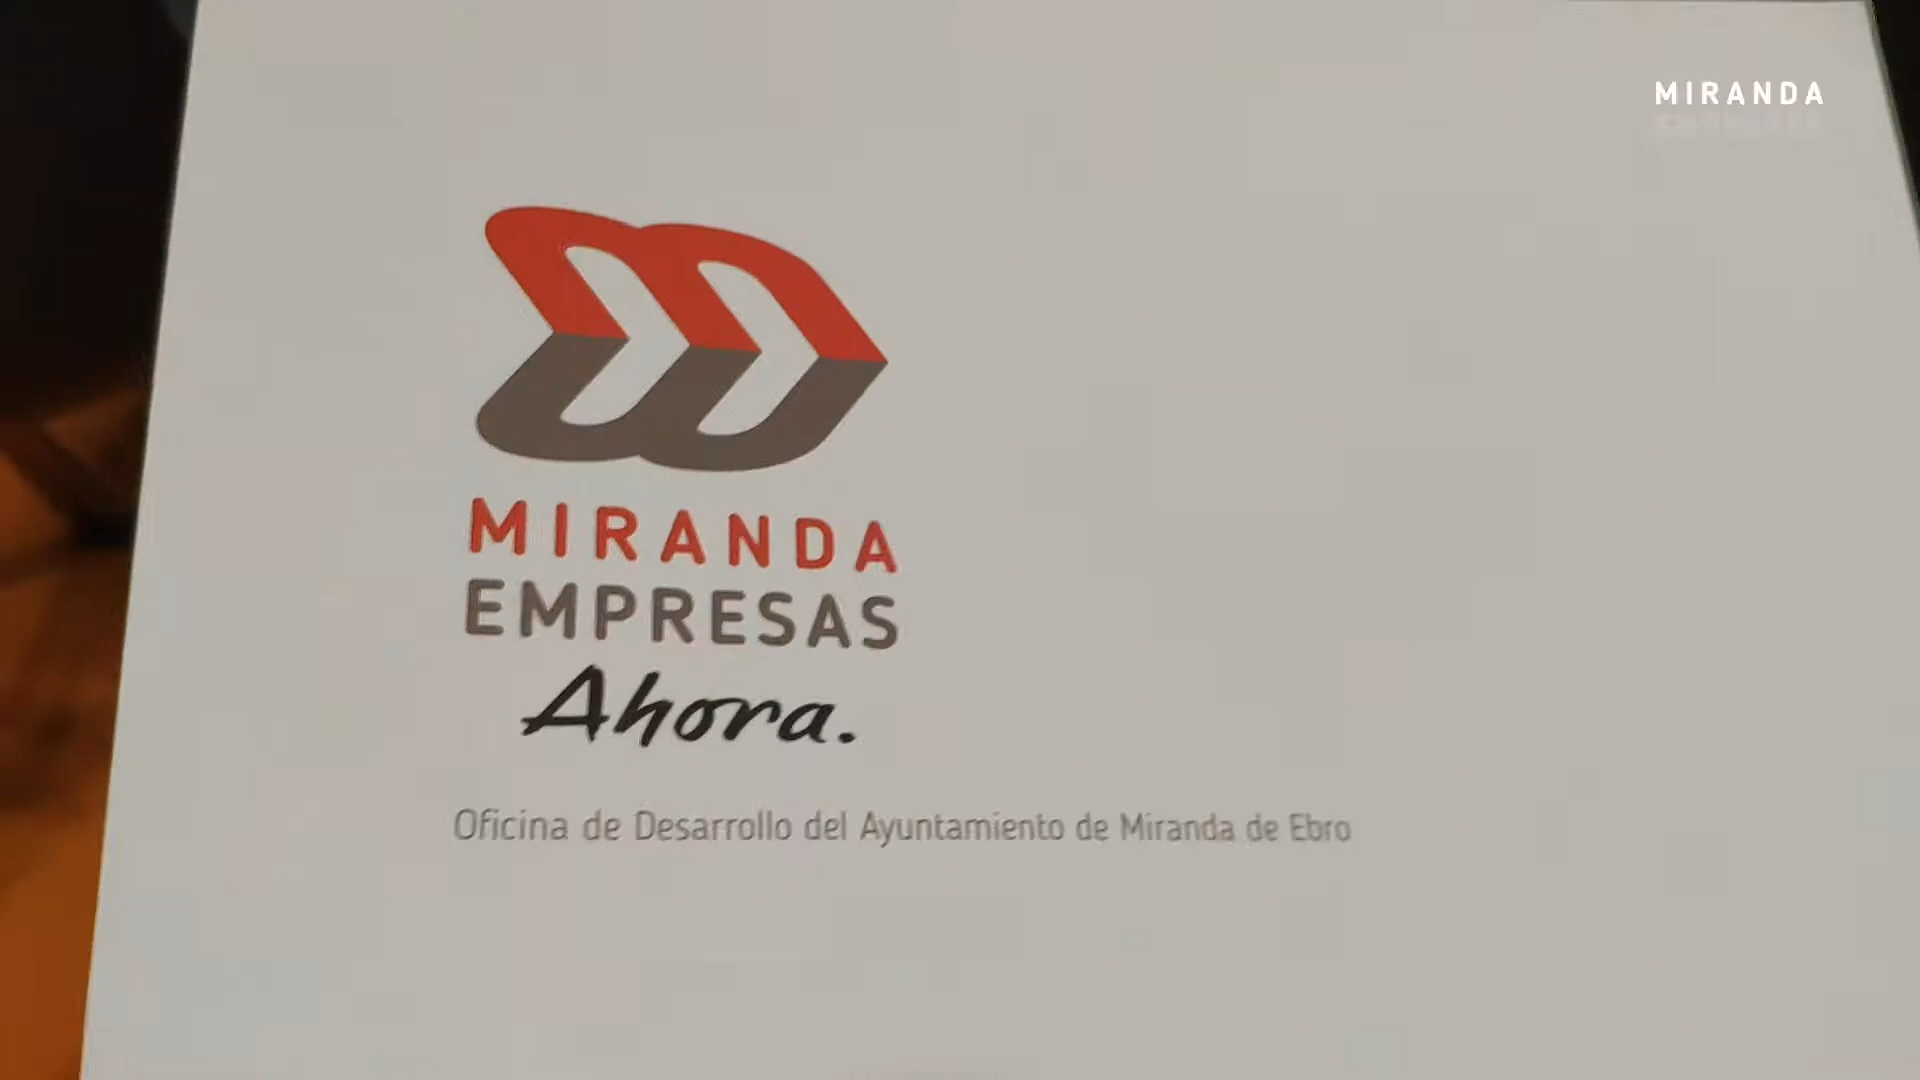 MIRANDA
MIRANDA
EMPRESAS
Ahora.
Oficina de Desarrollo del Ayuntamiento de Miranda de Ebro